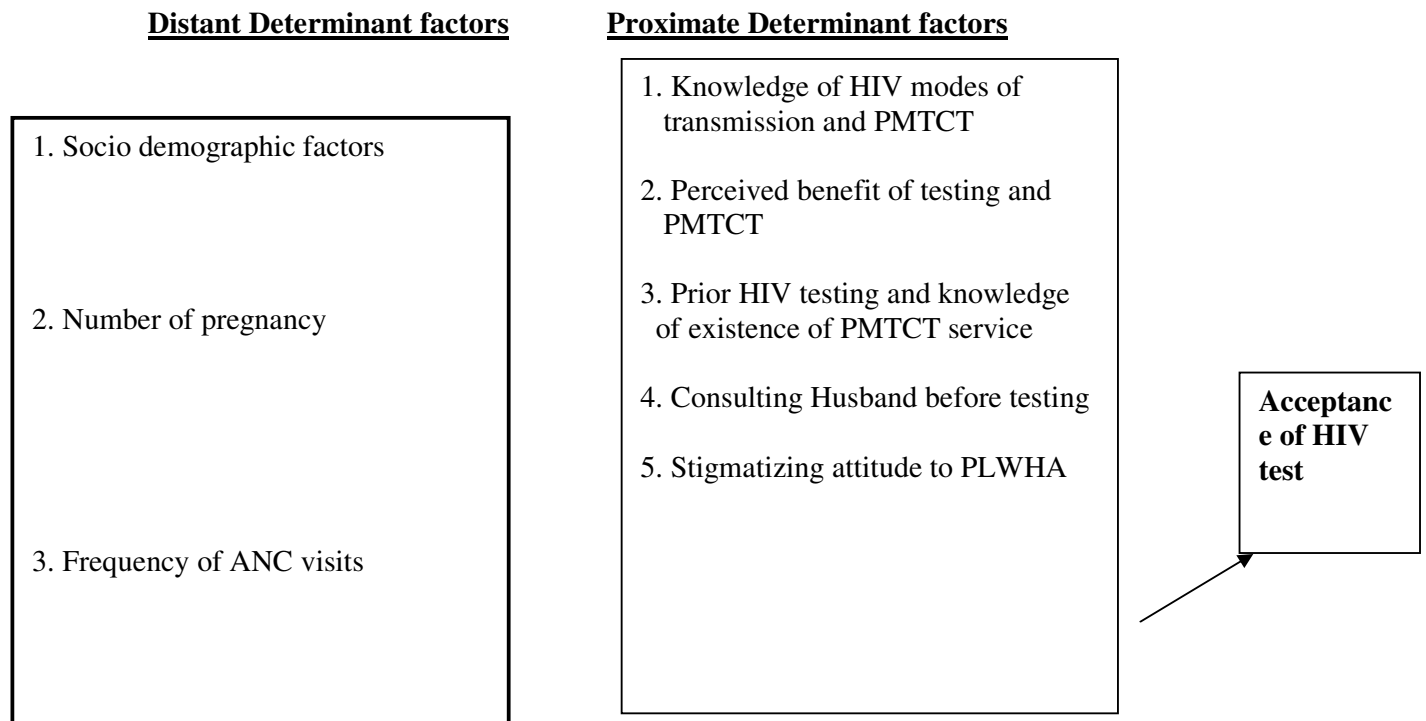 Distant Determinant factors
Proximate Determinant factors
1. Socio demographic factors
2. Number of pregnancy
3. Frequency of ANC visits
1. Knowledge of HIV modes of
transmission and PMTCT
2. Perceived benefit of testing and
PMTCT
3. Prior HIV testing and knowledge
of existence of PMTCT service
4. Consulting Husband before testing
5. Stigmatizing attitude to PLWHA
Acceptanc
e of HIV
test